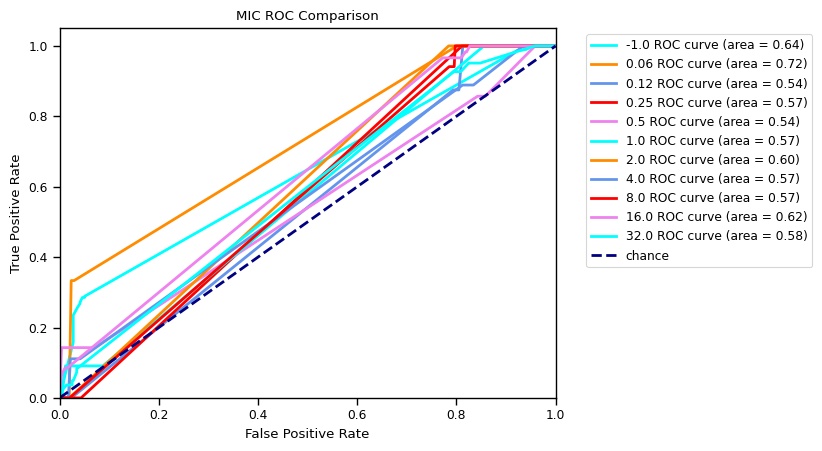 MIC ROC Comparison
1.0
0.8
0.6
0.4
0.2
0.0
True Positive Rate
0.0 0.2 0.4 0.6 0.8 1.0
False Positive Rate
-1.0 ROC curve (area = 0.64)
0.06 ROC curve (area = 0.72)
0.12 ROC curve (area = 0.54)
0.25 ROC curve (area = 0.57)
0.5 ROC curve (area = 0.54)
1.0 ROC curve (area = 0.57)
2.0 ROC curve (area = 0.60)
4.0 ROC curve (area = 0.57)
8.0 ROC curve (area = 0.57)
16.0 ROC curve (area = 0.62)
32.0 ROC curve (area = 0.58)
chance